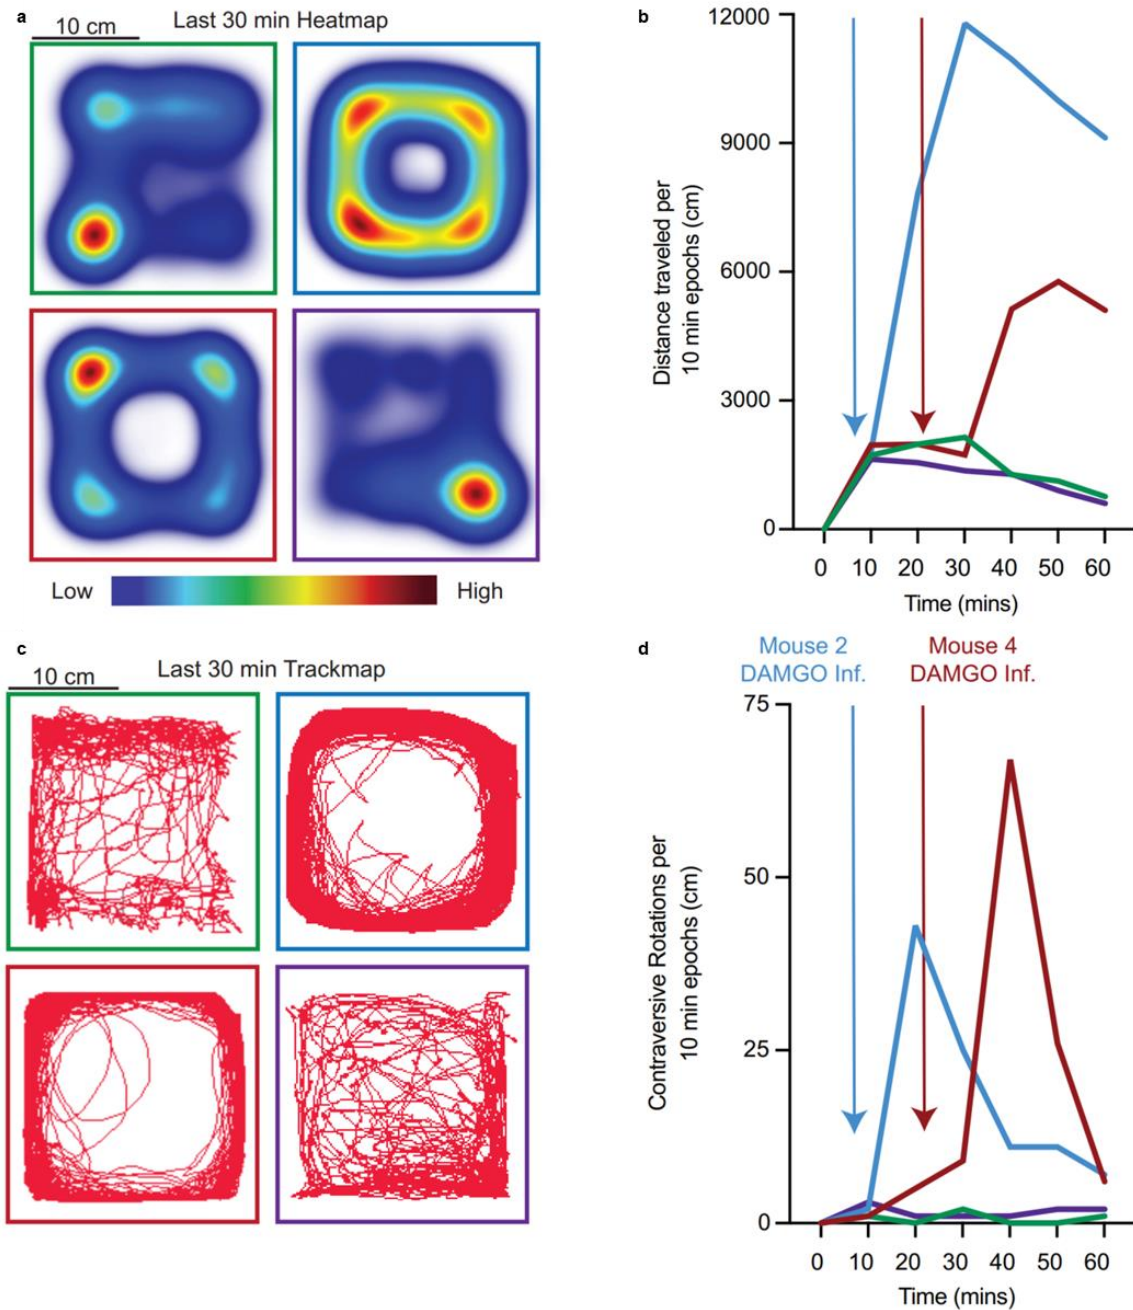 a
Last 30 min Heatmap
10 cm
Low
High
b
12000
9000
6000
3000
0
Distance traveled per
10 min epochs (cm)
0 10 20 30 40 50 60
Time (mins)
c
Last 30 min Trackmap
10 cm
d
Mouse 2
DAMGO Inf.
Mouse 4
DAMGO Inf.
75
50
25
0
Contraversive Rotations per
10 min epochs (cm)
0 10 20 30 40 50 60
Time (mins)